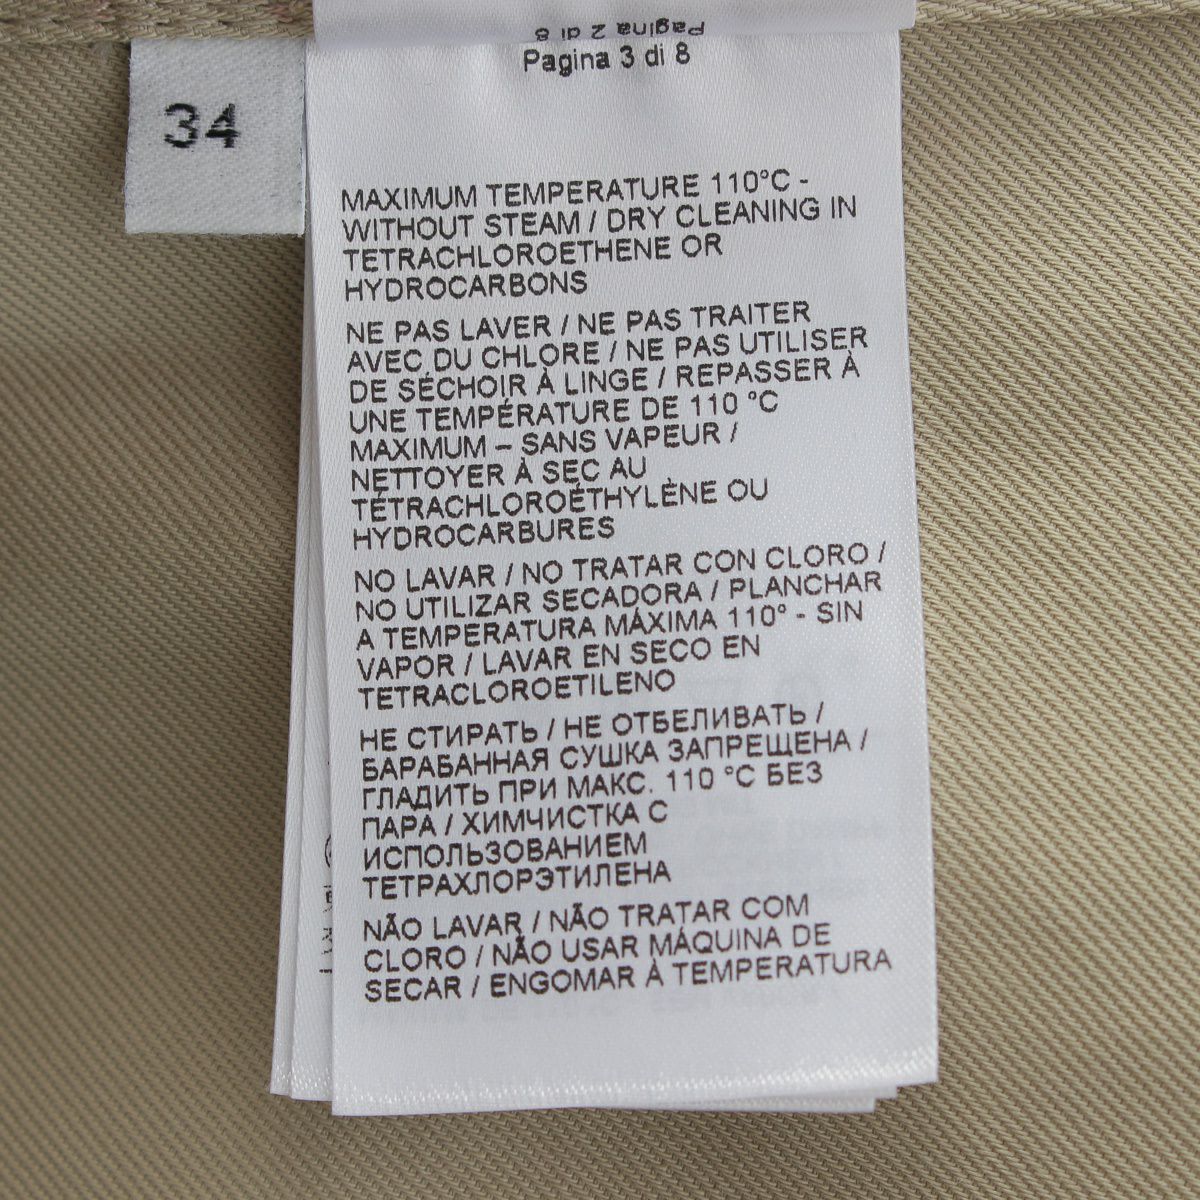 Pagina 2 di 8
Pagina 3 di 8
34
MAXIMUM TEMPERATURE 110°C -
WITHOUT STEAM / DRY CLEANING IN
TETRACHLOROETHENE OR
HYDROCARBONS
NE PAS LAVER / NE PAS TRAITER
AVEC DU CHLORE / NE PAS UTILISER
DE SÉCHOIR À LINGE / REPASSER À
UNE TEMPÉRATURE DE 110 °C
MAXIMUM – SANS VAPEUR /
NETTOYER À SEC AU
TÉTRACHLOROÉTHYLÈNE OU
HYDROCARBURES
NO LAVAR / NO TRATAR CON CLORO /
NO UTILIZAR SECADORA / PLANCHAR
A TEMPERATURA MÁXIMA 110° - SIN
VAPOR / LAVAR EN SECO EN
TETRACLOROETILENO
НЕ СТИРАТЬ / НЕ ОТБЕЛИВАТЬ /
БАРАБАННАЯ СУШКА ЗАПРЕЩЕНА /
ГЛАДИТЬ ПРИ МАКС. 110 °C БЕЗ
ПАРА / ХИМЧИСТКА С
ИСПОЛЬЗОВАНИЕМ
ТЕТРАХЛОРЭТИЛЕНА
NÃO LAVAR / NÃO TRATAR COM
CLORO / NÃO USAR MÁQUINA DE
SECAR / ENGOMAR À TEMPERATURA